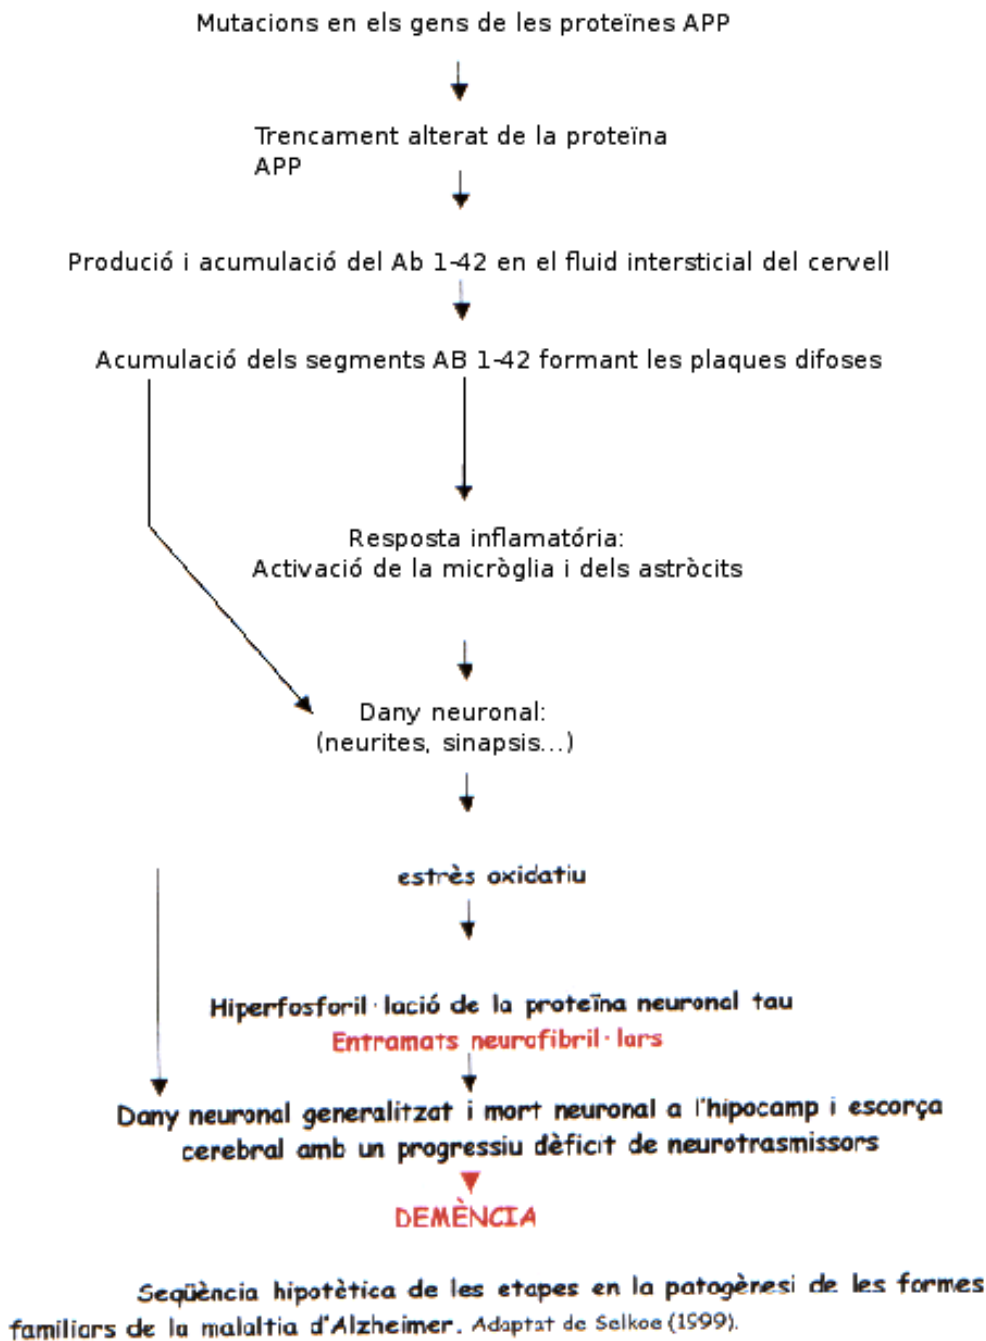 Mutacions en els gens de les proteïnes APP
Trencament alterat de la proteïna
APP
Produció i acumulació del Ab 1-42 en el fluid intersticial del cervell
Acumulació dels segments AB 1-42 formant les plaques difoses
Resposta inflamatória:
Activació de la micròglia i dels astròcits
Dany neuronal:
(neurites, sinapsis...)
estrès oxidatiu
Hiperfosforil·lació de la proteïna neuronal tau
Entramats neurofibril·lars
Dany neuronal generalitzat i mort neuronal a l'hipocamp i escorça
cerebral amb un progressiu dèficit de neurotrasmissors
DEMÈNCIA
Seqüència hipotètica de les etapes en la patogèresi de les formes
familiars de la malaltia d'Alzheimer. Adaptat de Selkoe (1999).